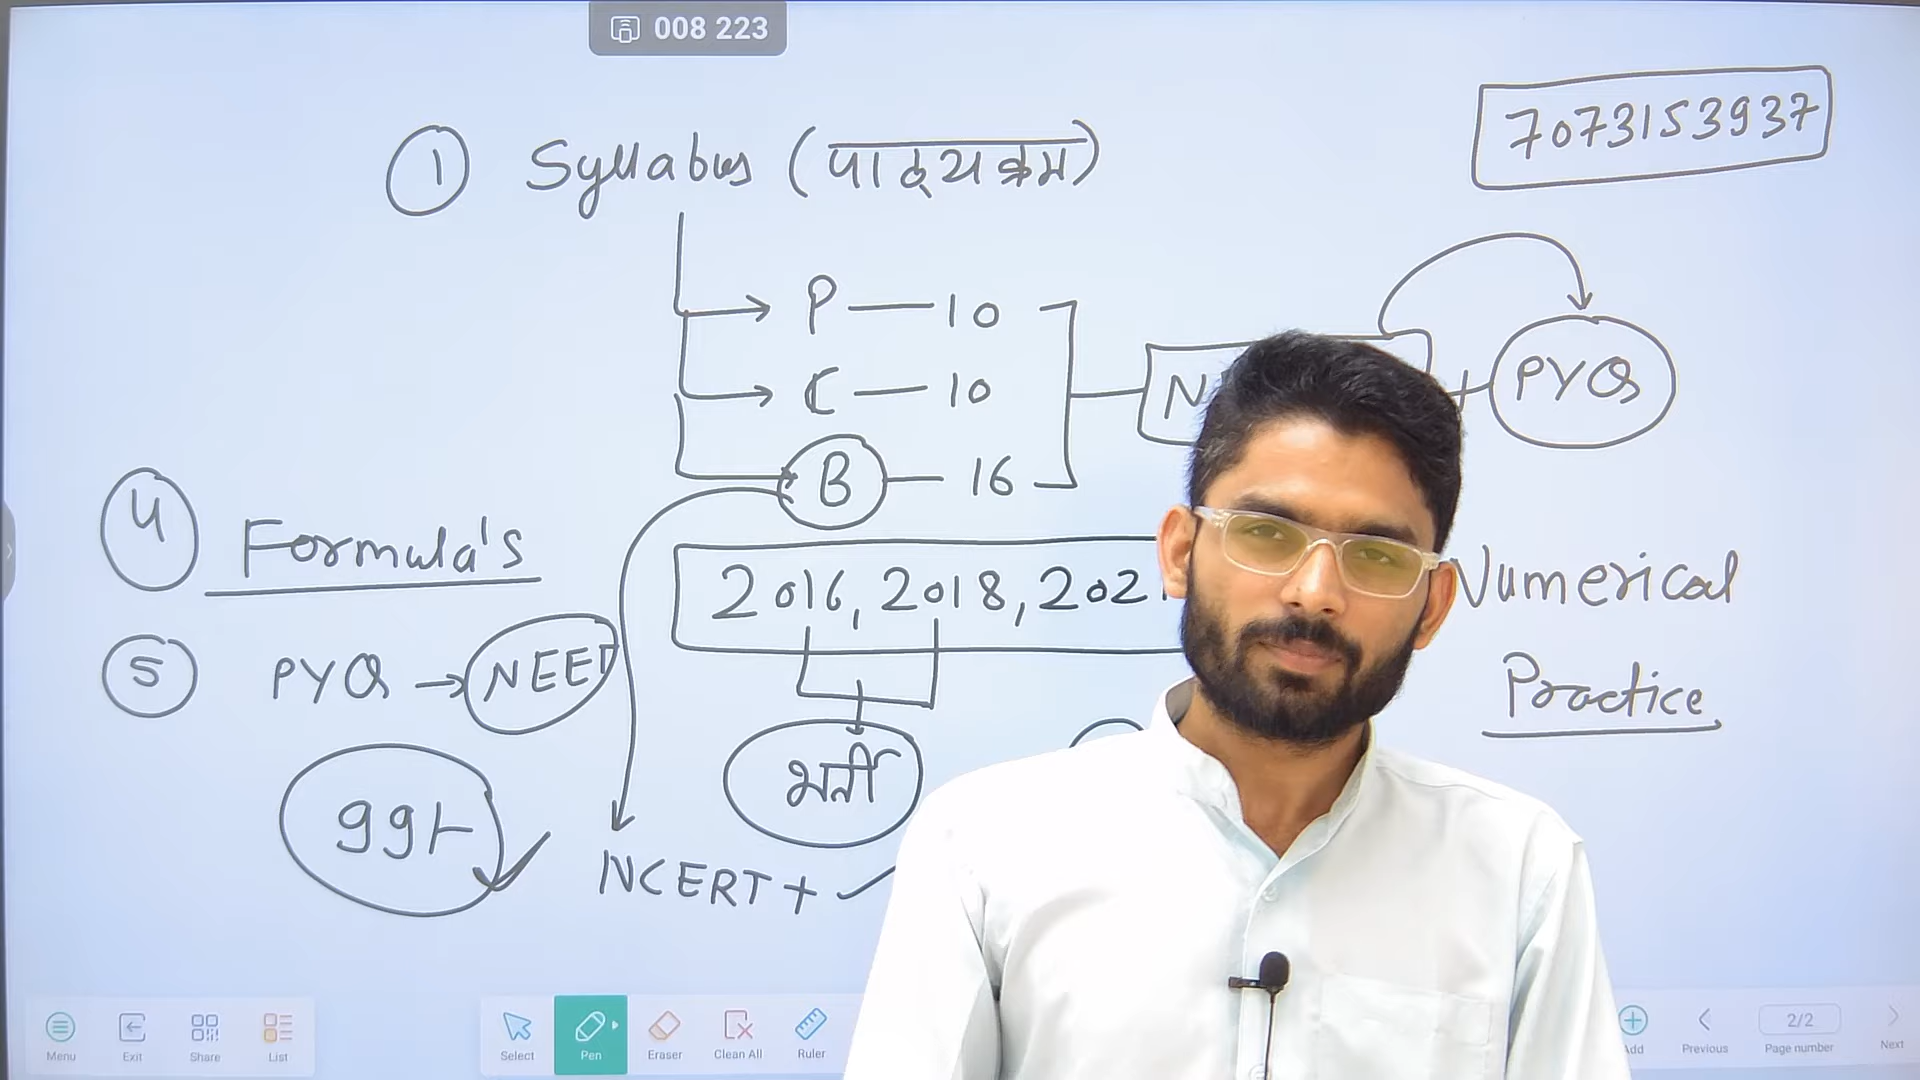 008 223
7073153937
① Syllabus (पाठ्यक्रम)
P — 10
C — 10
B — 16
+ PYQ
④ Formula's
2016, 2018, 202
Numerical
Practice
⑤ PYQ → NEET
भर्ती
99+
NCERT +
Menu Exit Share List Select Pen Eraser Clean All Ruler Add Previous 2/2 Page number Next